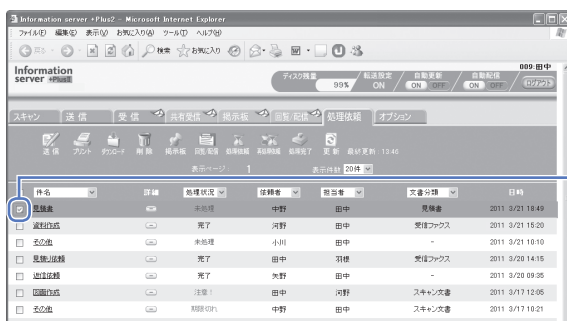 Information server +Plus2 - Microsoft Internet Explorer
ファイル(F) 編集(E) 表示(V) お気に入り(A) ツール(T) ヘルプ(H)
戻る 検索 お気に入り
009:田中
Information server +Plus2
ディスク残量 99% 転送設定 ON 自動更新 ON OFF 自動配信 ON OFF ログアウト
スキャン 送信 受信 共有受信 掲示板 回覧/配信 処理依頼 オプション
送信 プリント ダウンロード 削除 掲示板 回覧/配信 処理依頼 再処理依頼 処理完了 更新 最終更新 13:46
表示ページ: 1 表示件数 20件
件名 詳細 処理状況 依頼者 担当者 文書分類 日時
見積書 未処理 中野 田中 見積書 2011 3/21 18:49
資料作成 完了 河野 田中 受信ファクス 2011 3/21 15:20
その他 未処理 小川 田中 - 2011 3/21 10:10
見積り依頼 完了 田中 羽根 受信ファクス 2011 3/20 14:15
返信依頼 完了 矢野 田中 - 2011 3/20 09:35
図面作成 注意! 田中 河野 スキャン文書 2011 3/17 12:05
その他 期限切れ 中野 田中 スキャン文書 2011 3/17 10:21